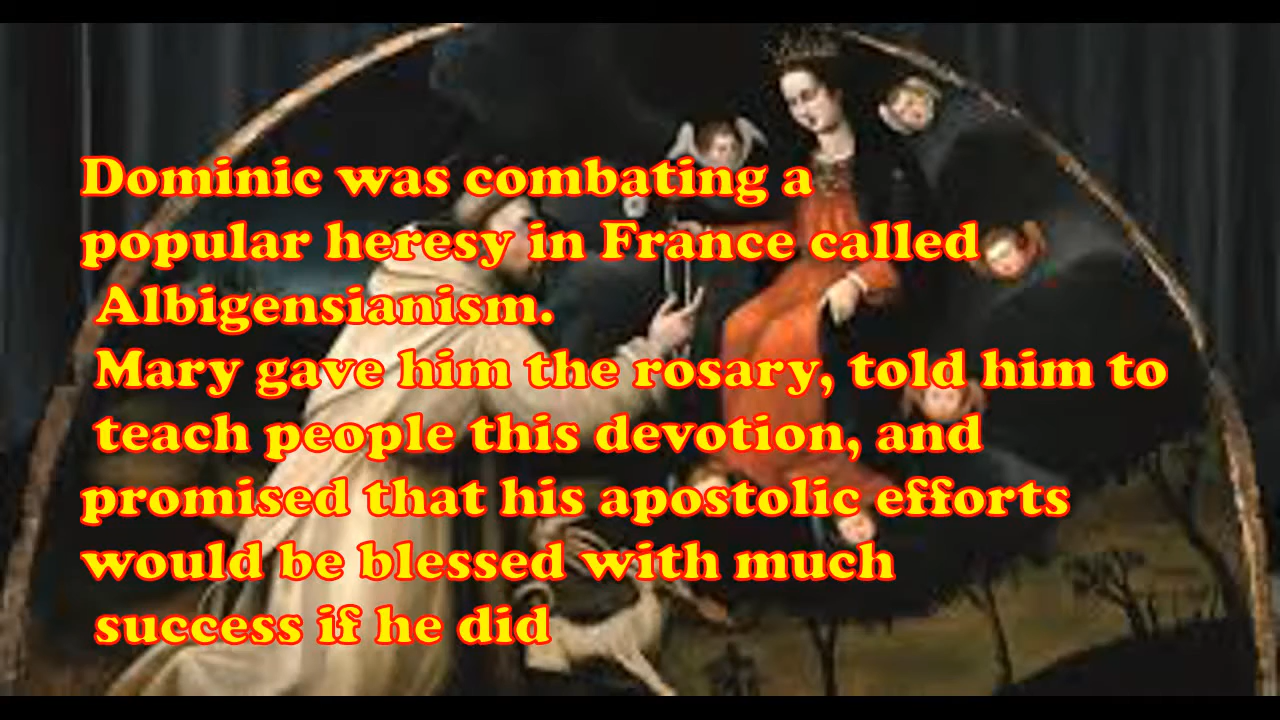 Dominic was combating a
popular heresy in France called
Albigensianism.
Mary gave him the rosary, told him to
teach people this devotion, and
promised that his apostolic efforts
would be blessed with much
success if he did